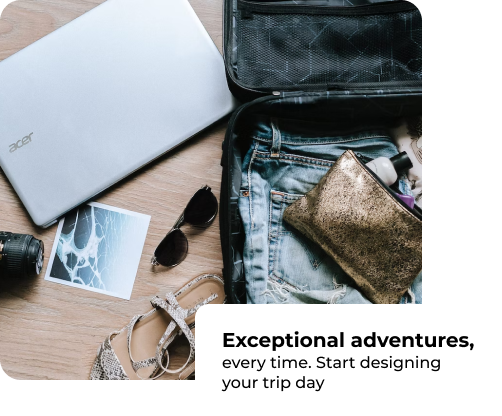 acer
Exceptional adventures,
every time. Start designing
your trip day